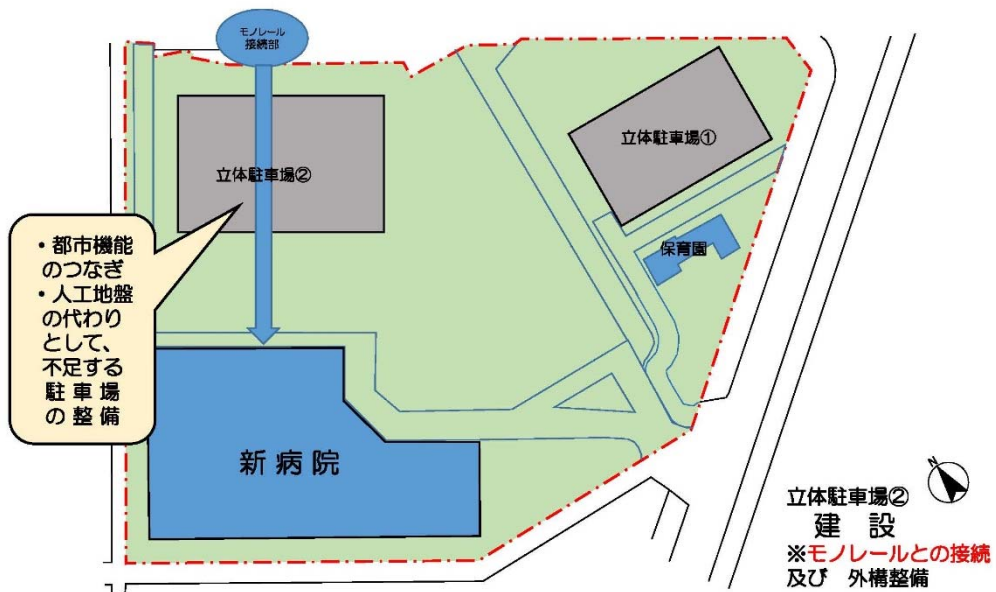 モノレール
接続部
立体駐車場①
立体駐車場②
保育園
・都市機能
のつなぎ
・人工地盤
の代わり
として、
不足する
駐車場
の整備
新病院
N
立体駐車場②
建設
※モノレールとの接続
及び 外構整備